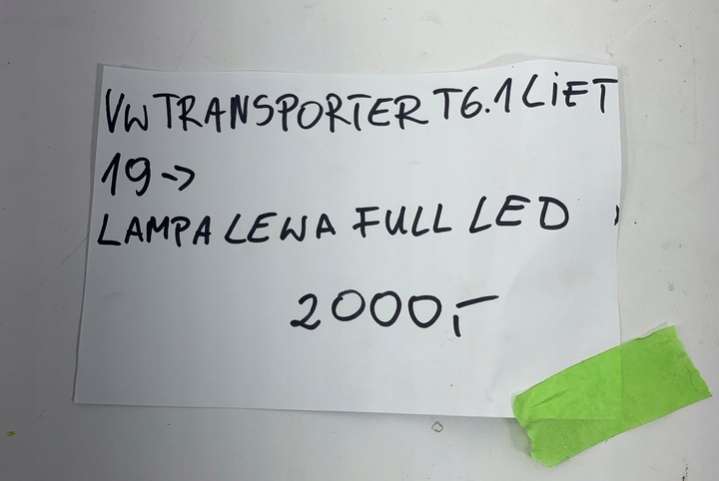 VW TRANSPORTER T6.1 LiFT
19->
LAMPA LEWA FULL LED
2000,-